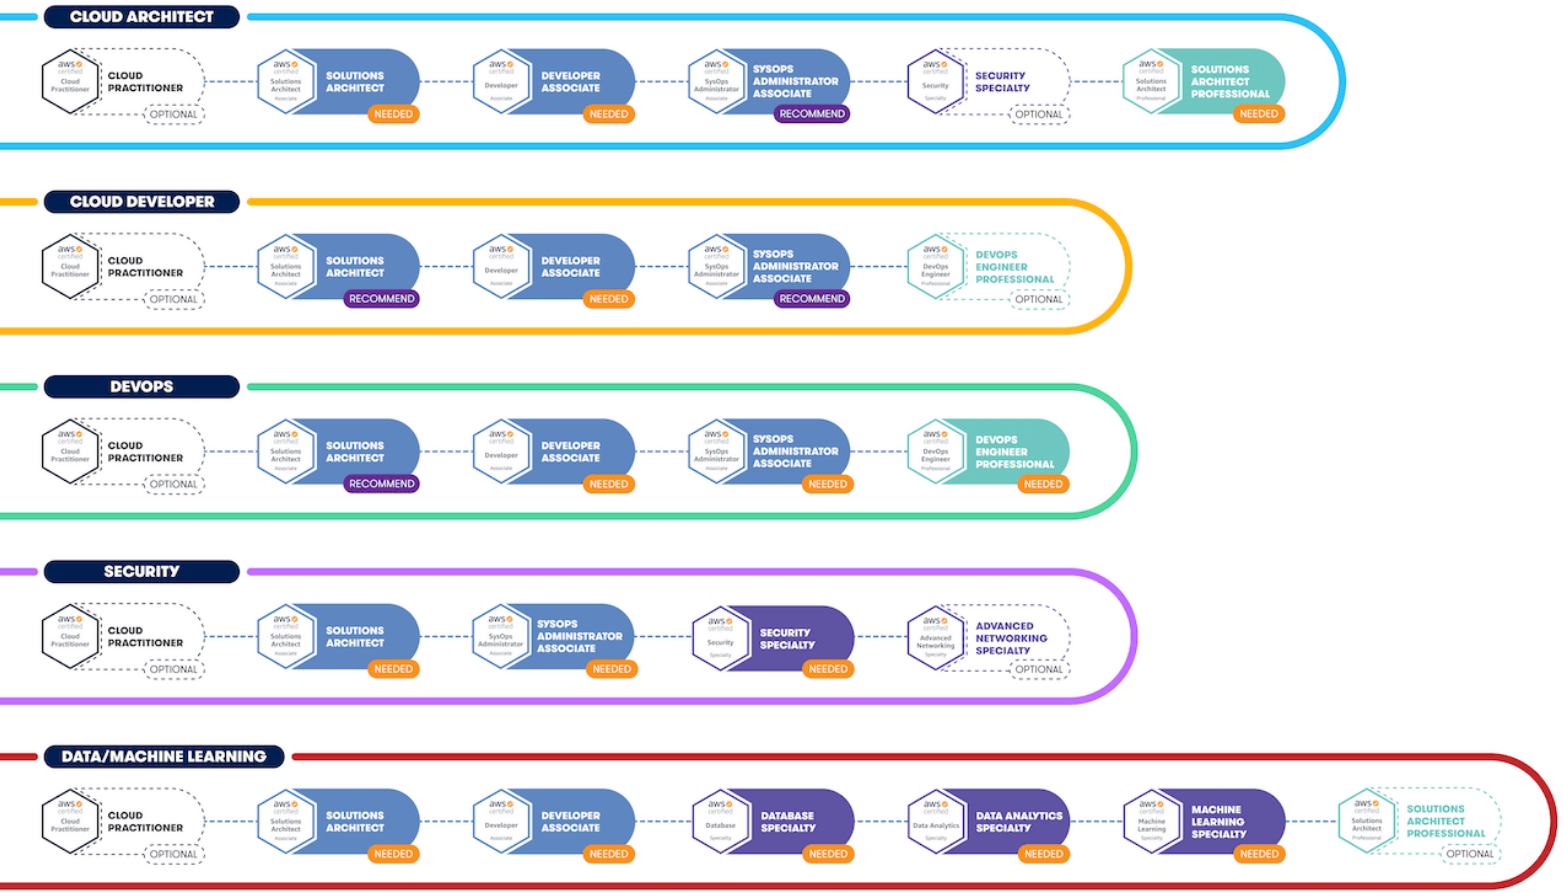 CLOUD ARCHITECT
aws
certified
Cloud
Practitioner
CLOUD
PRACTITIONER
OPTIONAL
aws
certified
Solutions
Architect
Associate
SOLUTIONS
ARCHITECT
NEEDED
aws
certified
Developer
Associate
DEVELOPER
ASSOCIATE
NEEDED
aws
certified
SysOps
Administrator
Associate
SYSOPS
ADMINISTRATOR
ASSOCIATE
RECOMMEND
aws
certified
Security
Specialty
SECURITY
SPECIALTY
OPTIONAL
aws
certified
Solutions
Architect
Professional
SOLUTIONS
ARCHITECT
PROFESSIONAL
NEEDED
CLOUD DEVELOPER
aws
certified
Cloud
Practitioner
CLOUD
PRACTITIONER
OPTIONAL
aws
certified
Solutions
Architect
Associate
SOLUTIONS
ARCHITECT
RECOMMEND
aws
certified
Developer
Associate
DEVELOPER
ASSOCIATE
NEEDED
aws
certified
SysOps
Administrator
Associate
SYSOPS
ADMINISTRATOR
ASSOCIATE
RECOMMEND
aws
certified
DevOps
Engineer
Professional
DEVOPS
ENGINEER
PROFESSIONAL
OPTIONAL
DEVOPS
aws
certified
Cloud
Practitioner
CLOUD
PRACTITIONER
OPTIONAL
aws
certified
Solutions
Architect
Associate
SOLUTIONS
ARCHITECT
RECOMMEND
aws
certified
Developer
Associate
DEVELOPER
ASSOCIATE
NEEDED
aws
certified
SysOps
Administrator
Associate
SYSOPS
ADMINISTRATOR
ASSOCIATE
NEEDED
aws
certified
DevOps
Engineer
Professional
DEVOPS
ENGINEER
PROFESSIONAL
NEEDED
SECURITY
aws
certified
Cloud
Practitioner
CLOUD
PRACTITIONER
OPTIONAL
aws
certified
Solutions
Architect
Associate
SOLUTIONS
ARCHITECT
NEEDED
aws
certified
SysOps
Administrator
Associate
SYSOPS
ADMINISTRATOR
ASSOCIATE
NEEDED
aws
certified
Security
Specialty
SECURITY
SPECIALTY
NEEDED
aws
certified
Advanced
Networking
Specialty
ADVANCED
NETWORKING
SPECIALTY
OPTIONAL
DATA/MACHINE LEARNING
aws
certified
Cloud
Practitioner
CLOUD
PRACTITIONER
OPTIONAL
aws
certified
Solutions
Architect
Associate
SOLUTIONS
ARCHITECT
NEEDED
aws
certified
Developer
Associate
DEVELOPER
ASSOCIATE
NEEDED
aws
certified
Database
Specialty
DATABASE
SPECIALTY
NEEDED
aws
certified
Data Analytics
Specialty
DATA ANALYTICS
SPECIALTY
NEEDED
aws
certified
Machine
Learning
Specialty
MACHINE
LEARNING
SPECIALTY
NEEDED
aws
certified
Solutions
Architect
Professional
SOLUTIONS
ARCHITECT
PROFESSIONAL
OPTIONAL